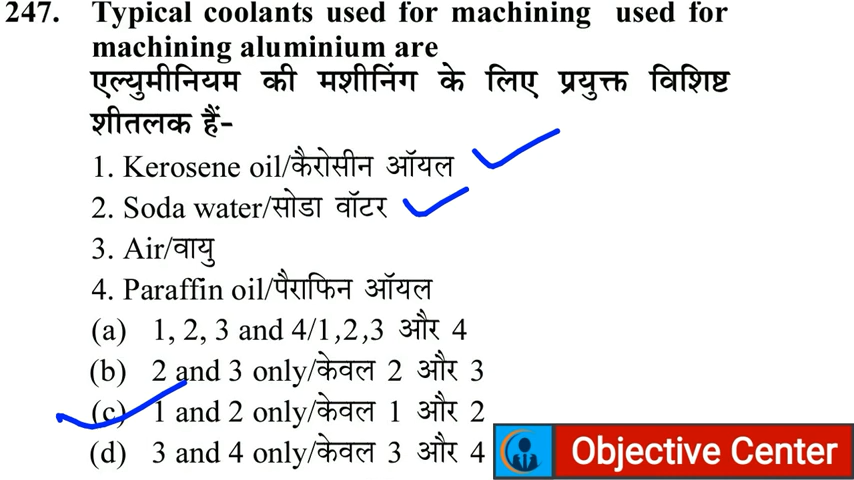 247. Typical coolants used for machining used for
machining aluminium are
एल्युमीनियम की मशीनिंग के लिए प्रयुक्त विशिष्ट
शीतलक हैं-
1. Kerosene oil/कैरोसीन ऑयल
2. Soda water/सोडा वॉटर
3. Air/वायु
4. Paraffin oil/पैराफिन ऑयल
(a) 1, 2, 3 and 4/1,2,3 और 4
(b) 2 and 3 only/केवल 2 और 3
(c) 1 and 2 only/केवल 1 और 2
(d) 3 and 4 only/केवल 3 और 4
Objective Center